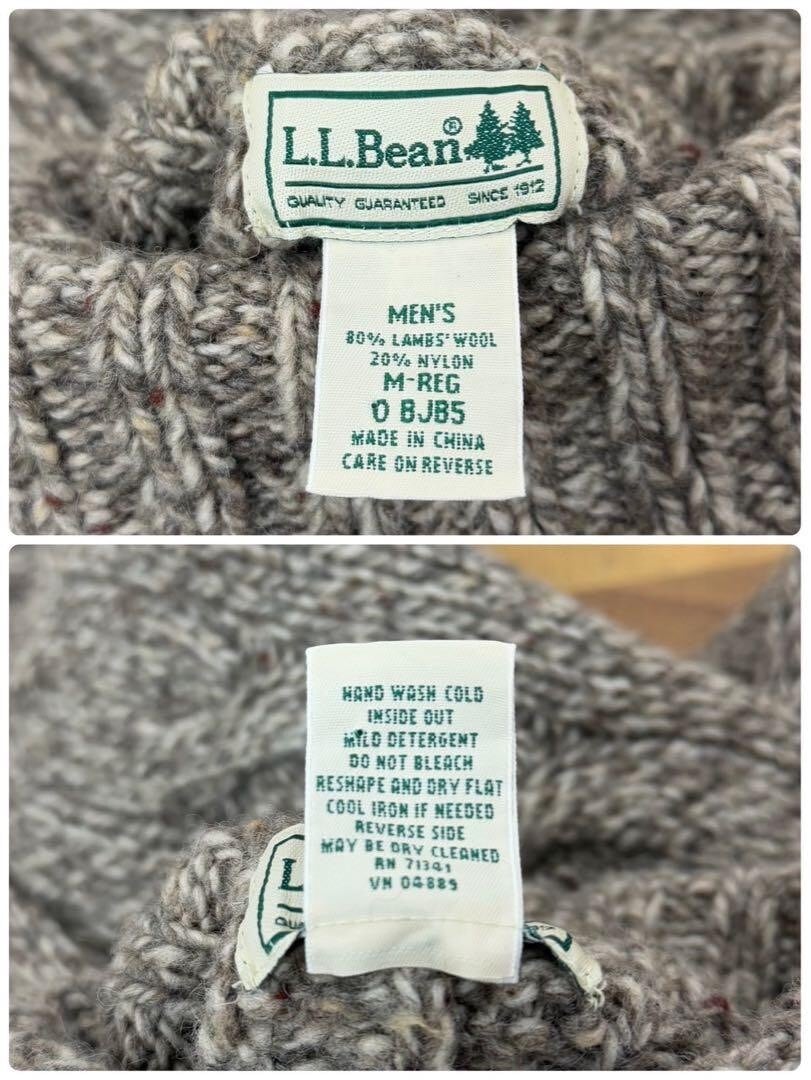 L.L.Bean®
QUALITY GUARANTEED SINCE 1912
MEN'S
80% LAMBS' WOOL
20% NYLON
M-REG
0 BJB5
MADE IN CHINA
CARE ON REVERSE
HAND WASH COLD
INSIDE OUT
MILD DETERGENT
DO NOT BLEACH
RESHAPE AND DRY FLAT
COOL IRON IF NEEDED
REVERSE SIDE
MAY BE DRY CLEANED
RN 71341
VN 04889